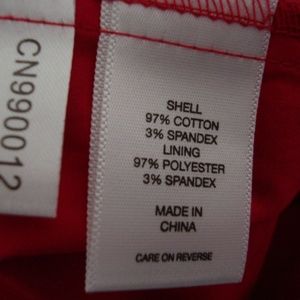 CN990012
SHELL
97% COTTON
3% SPANDEX
LINING
97% POLYESTER
3% SPANDEX
MADE IN
CHINA
CARE ON REVERSE